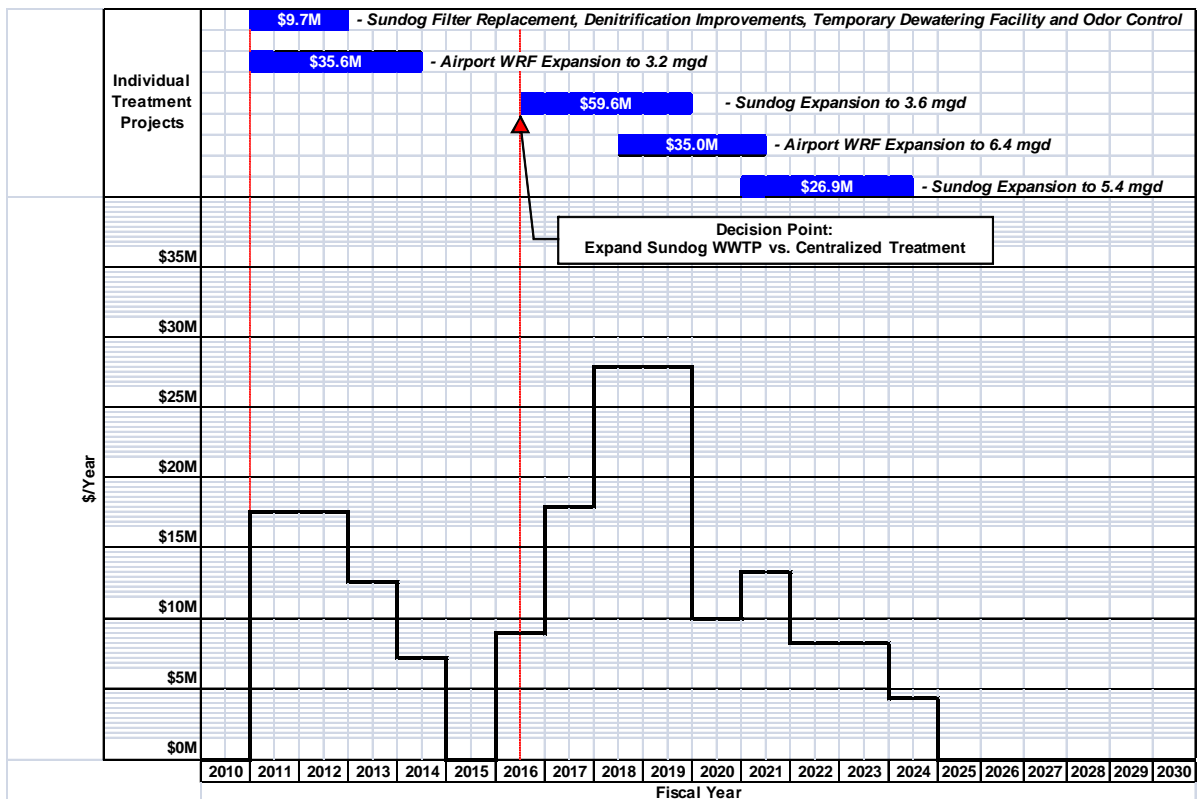 $9.7M - Sundog Filter Replacement, Denitrification Improvements, Temporary Dewatering Facility and Odor Control
$35.6M - Airport WRF Expansion to 3.2 mgd
Individual
Treatment
Projects
$59.6M - Sundog Expansion to 3.6 mgd
$35.0M - Airport WRF Expansion to 6.4 mgd
$26.9M - Sundog Expansion to 5.4 mgd
Decision Point:
Expand Sundog WWTP vs. Centralized Treatment
$35M
$30M
$25M
$20M
$15M
$10M
$5M
$0M
$/Year
2010 2011 2012 2013 2014 2015 2016 2017 2018 2019 2020 2021 2022 2023 2024 2025 2026 2027 2028 2029 2030
Fiscal Year